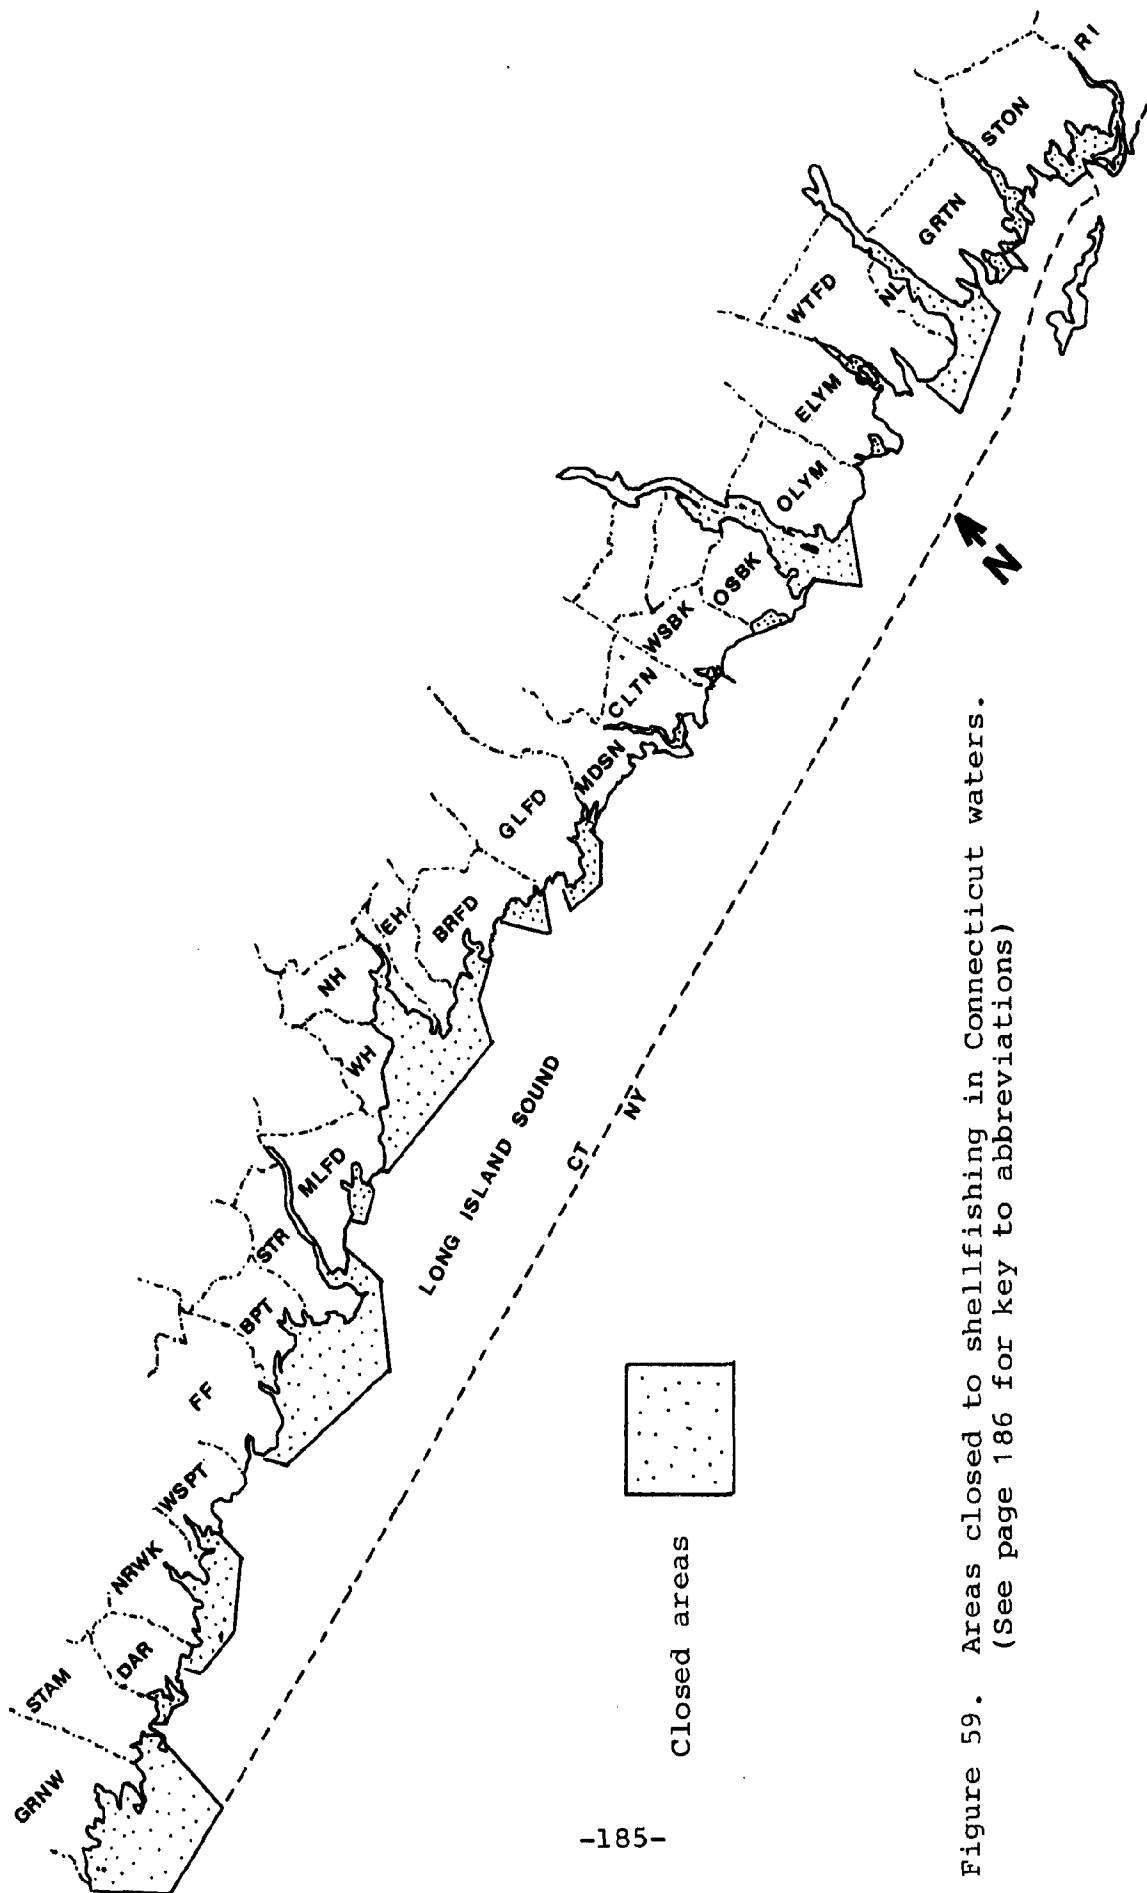 GRNW
STAM
DAR
NRWK
WSPT
FF
BPT
STR
MLFD
WH
NH
EH
BRFD
GLFD
MDSN
CLTN
WSBK
OSBK
OLYM
ELYM
WTFD
NL
GRTN
STON
RI
LONG ISLAND SOUND
CT
NY
N
Closed areas
Figure 59. Areas closed to shellfishing in Connecticut waters.
(See page 186 for key to abbreviations)
-185-